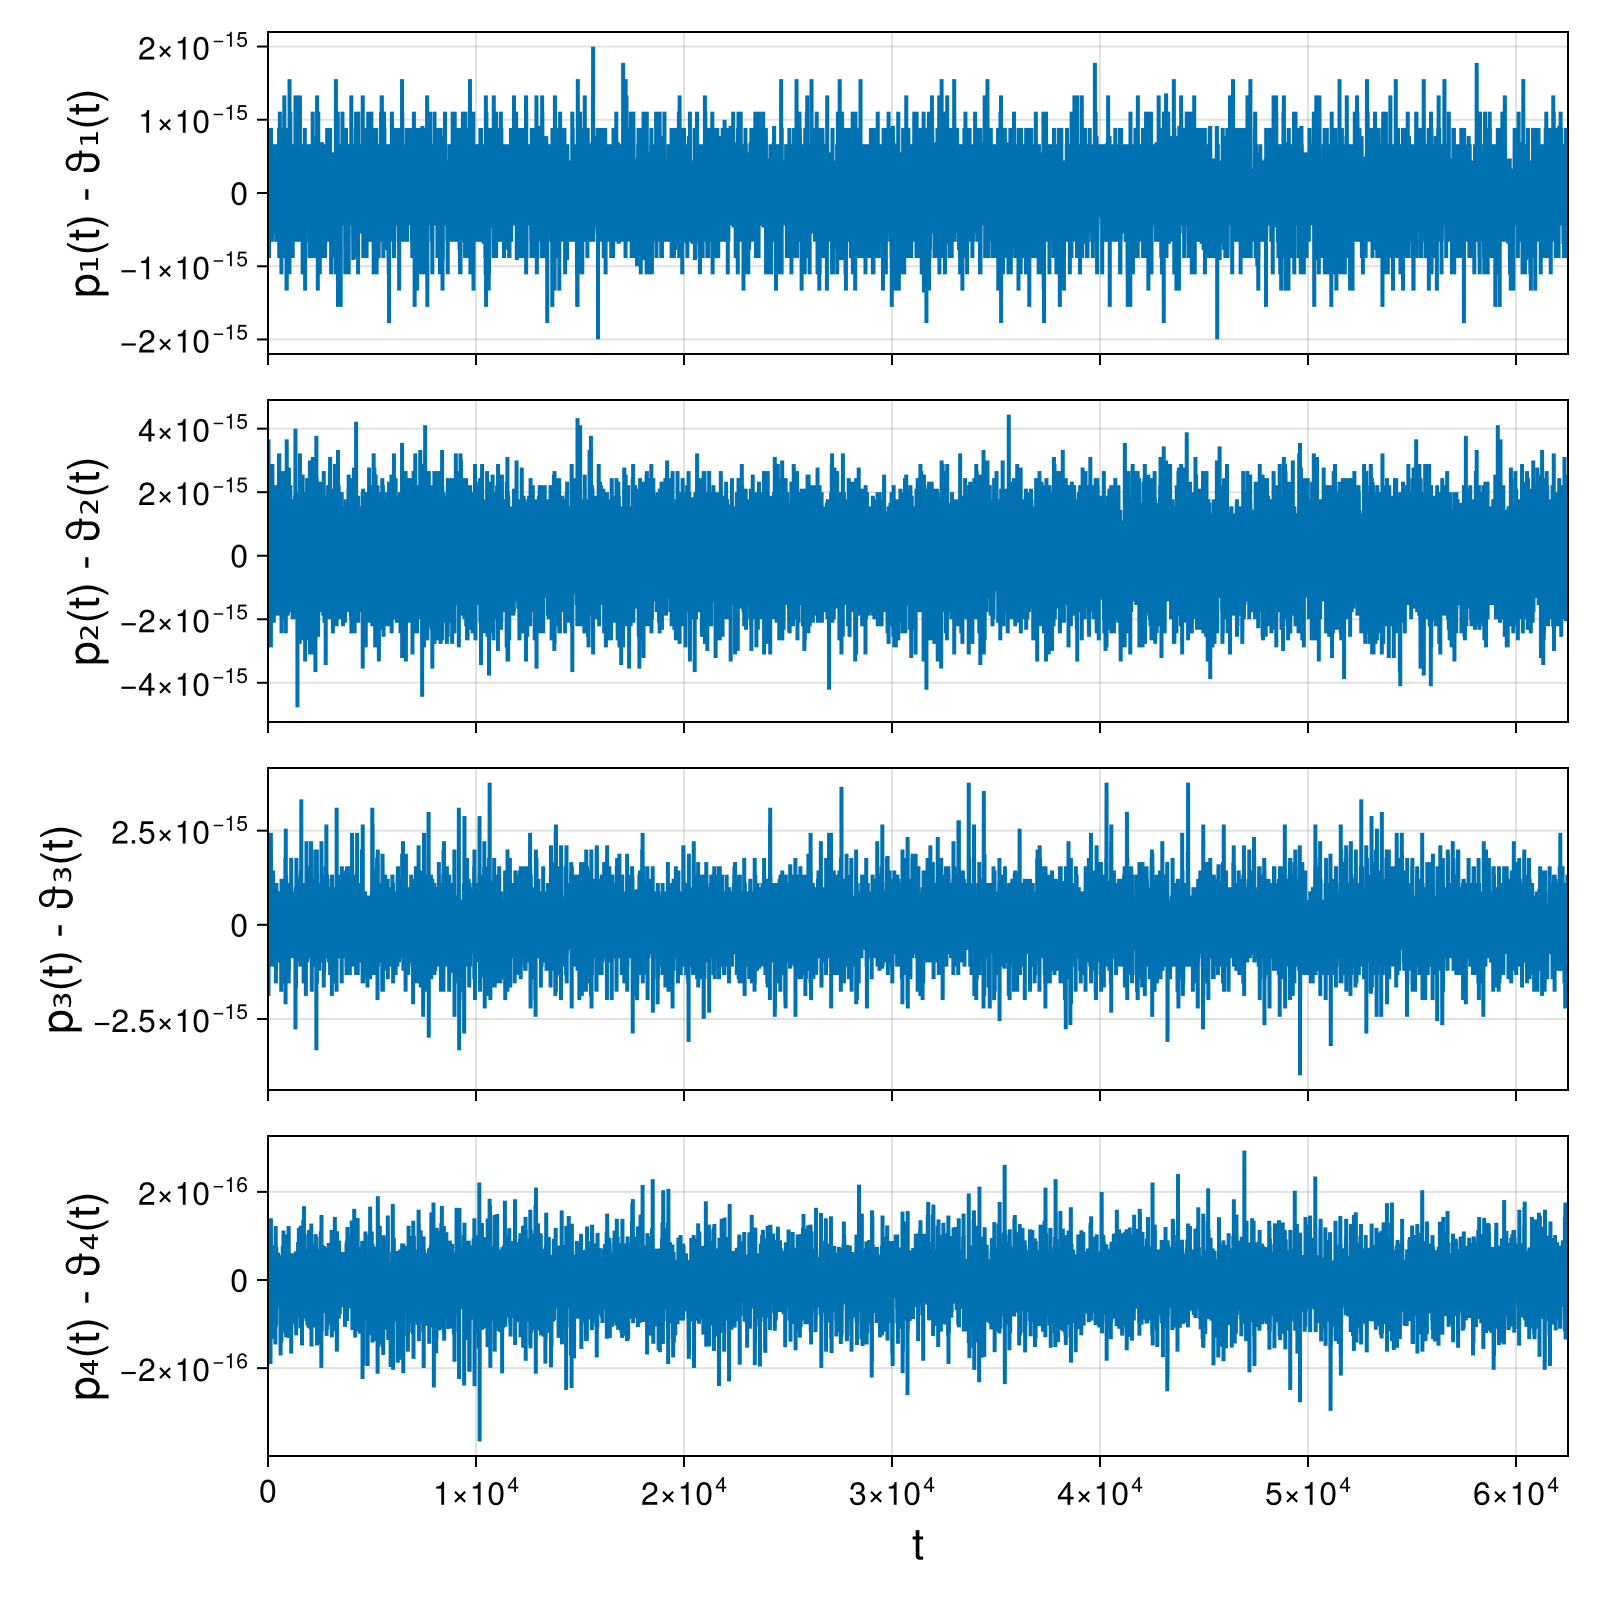 p₁(t) - ϑ₁(t)
2×10⁻¹⁵
1×10⁻¹⁵
0
−1×10⁻¹⁵
−2×10⁻¹⁵
p₂(t) - ϑ₂(t)
4×10⁻¹⁵
2×10⁻¹⁵
0
−2×10⁻¹⁵
−4×10⁻¹⁵
p₃(t) - ϑ₃(t)
2.5×10⁻¹⁵
0
−2.5×10⁻¹⁵
p₄(t) - ϑ₄(t)
2×10⁻¹⁶
0
−2×10⁻¹⁶
0 1×10⁴ 2×10⁴ 3×10⁴ 4×10⁴ 5×10⁴ 6×10⁴
t